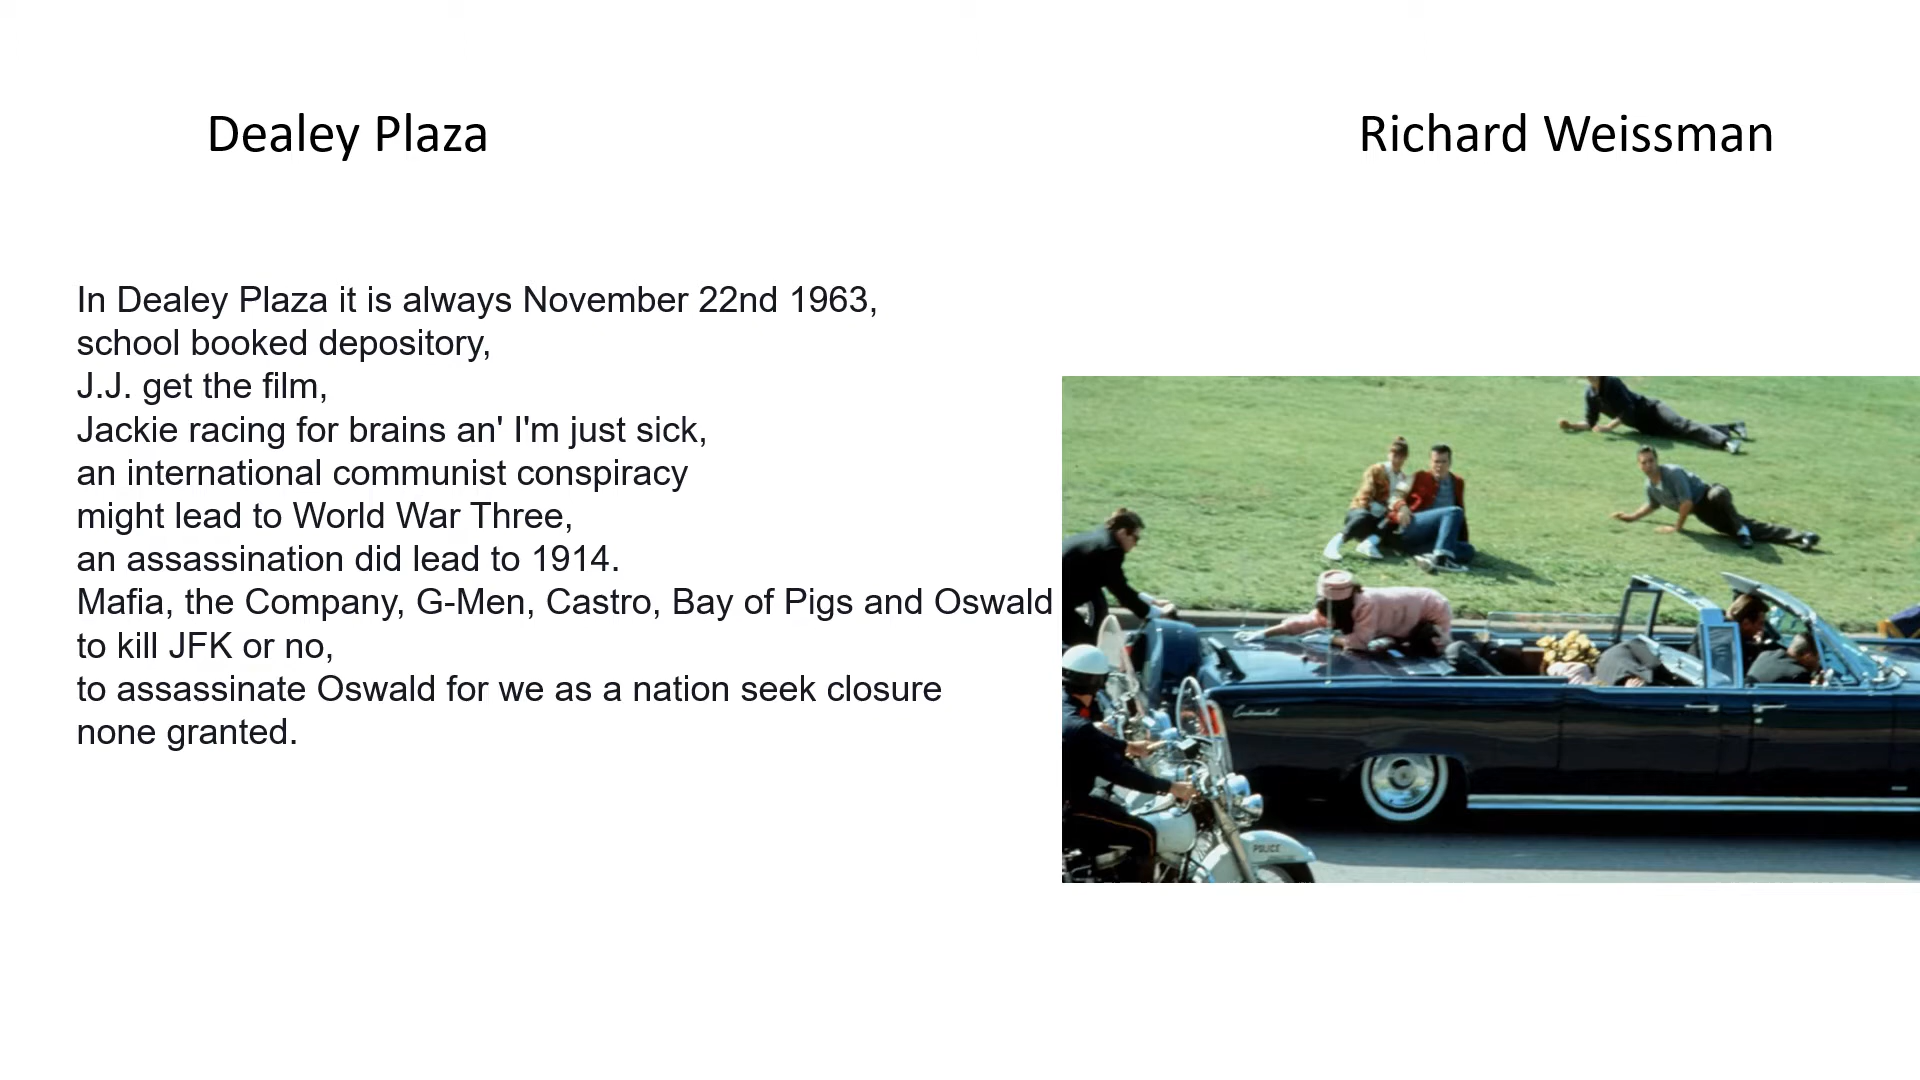 Dealey Plaza
Richard Weissman
In Dealey Plaza it is always November 22nd 1963,
school booked depository,
J.J. get the film,
Jackie racing for brains an' I'm just sick,
an international communist conspiracy
might lead to World War Three,
an assassination did lead to 1914.
Mafia, the Company, G-Men, Castro, Bay of Pigs and Oswald
to kill JFK or no,
to assassinate Oswald for we as a nation seek closure
none granted.
Continental
POLICE